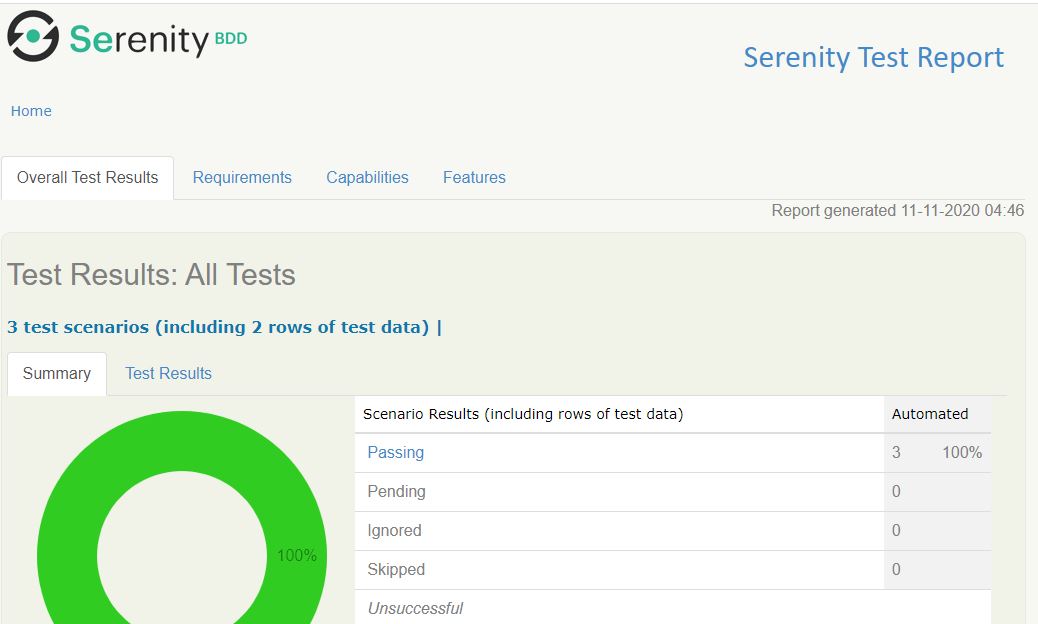 Serenity BDD
Serenity Test Report
Home
Overall Test Results Requirements Capabilities Features
Report generated 11-11-2020 04:46
Test Results: All Tests
3 test scenarios (including 2 rows of test data) |
Summary Test Results
Scenario Results (including rows of test data) Automated
Passing 3 100%
Pending 0
Ignored 0
100%
Skipped 0
Unsuccessful